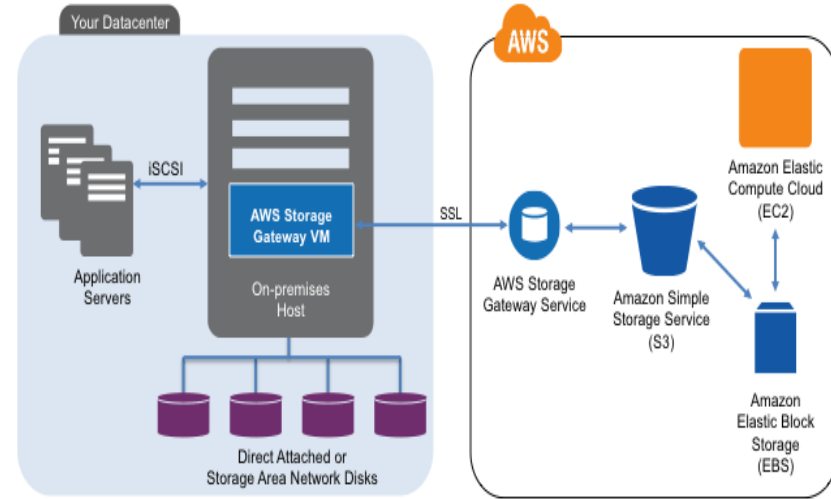 Your Datacenter
AWS
iSCSI
AWS Storage
Gateway VM
SSL
On-premises
Host
Application
Servers
Direct Attached or
Storage Area Network Disks
AWS Storage
Gateway Service
Amazon Simple
Storage Service
(S3)
Amazon Elastic
Compute Cloud
(EC2)
Amazon
Elastic Block
Storage
(EBS)